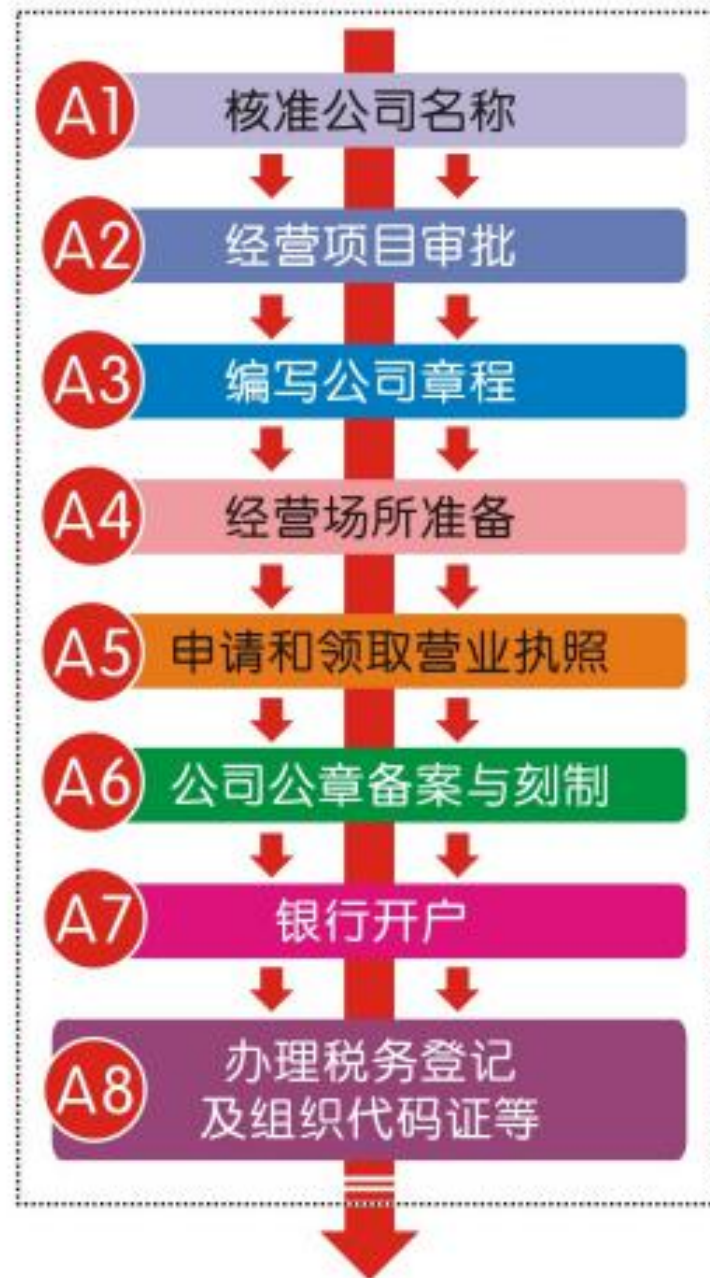 A1 核准公司名称
A2 经营项目审批
A3 编写公司章程
A4 经营场所准备
A5 申请和领取营业执照
A6 公司公章备案与刻制
A7 银行开户
A8 办理税务登记
及组织代码证等